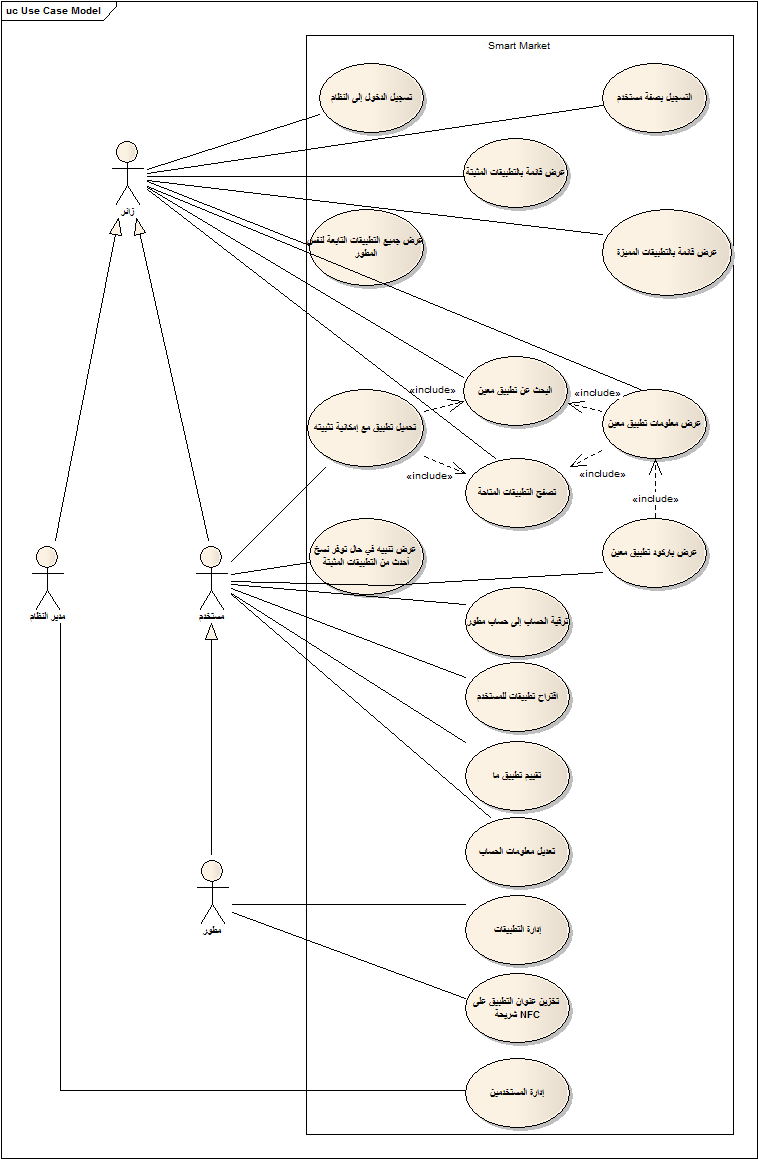 uc Use Case Model
Smart Market
تسجيل الدخول إلى النظام
التسجيل بصفة مستخدم
عرض قائمة بالتطبيقات المثبتة
زائر
عرض جميع التطبيقات التابعة لنفس
المطور
عرض قائمة بالتطبيقات المميزة
«include»
البحث عن تطبيق معين
«include»
تحميل تطبيق مع إمكانية تثبيته
عرض معلومات تطبيق معين
«include»
تصفح التطبيقات المتاحة
«include»
«include»
عرض تنبيه في حال توفر نسخ
أحدث من التطبيقات المثبتة
عرض باركود تطبيق معين
مدير النظام
مستخدم
ترقية الحساب إلى حساب مطور
اقتراح تطبيقات للمستخدم
تقييم تطبيق ما
تعديل معلومات الحساب
مطور
إدارة التطبيقات
تخزين عنوان التطبيق على
شريحة NFC
إدارة المستخدمين